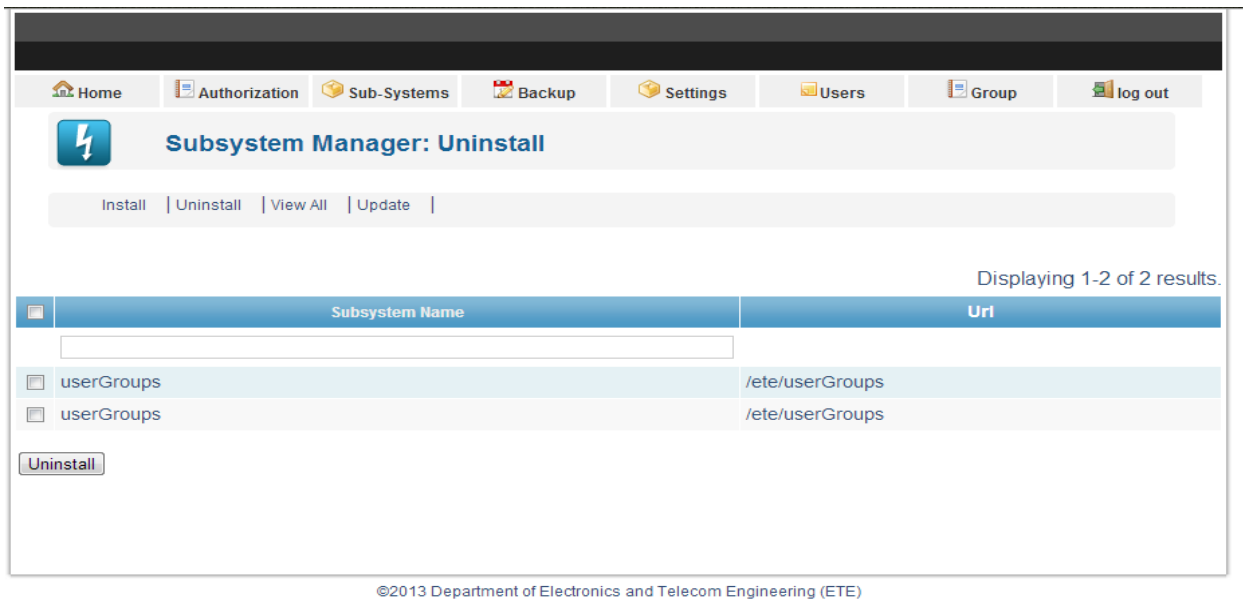 Home Authorization Sub-Systems Backup Settings Users Group log out
Subsystem Manager: Uninstall
Install | Uninstall | View All | Update |
Displaying 1-2 of 2 results.
Subsystem Name Url
userGroups /ete/userGroups
userGroups /ete/userGroups
Uninstall
©2013 Department of Electronics and Telecom Engineering (ETE)